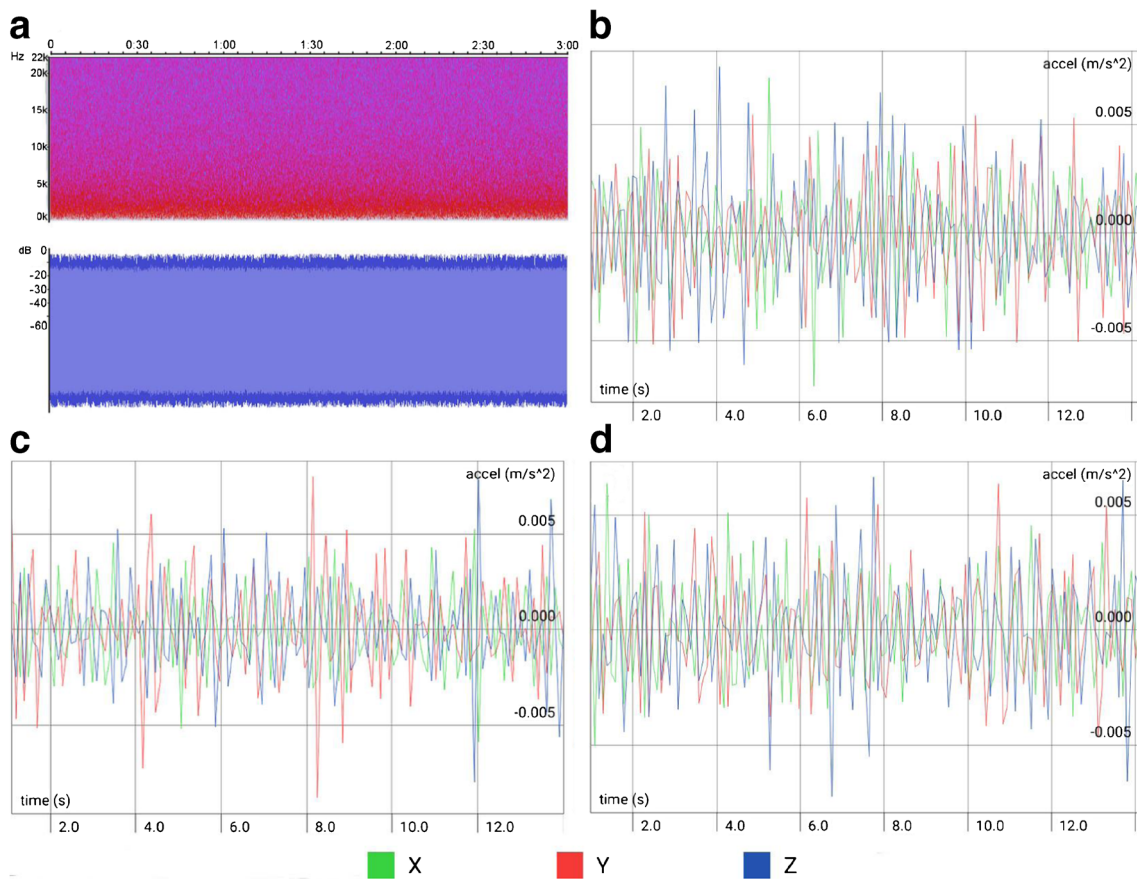 a
0 0:30 1:00 1:30 2:00 2:30 3:00
Hz
22k
20k
15k
10k
5k
0k
dB
0
-20
-30
-40
-60
b
accel (m/s^2)
0.005
0.000
-0.005
time (s)
2.0 4.0 6.0 8.0 10.0 12.0
c
accel (m/s^2)
0.005
0.000
-0.005
time (s)
2.0 4.0 6.0 8.0 10.0 12.0
d
accel (m/s^2)
0.005
0.000
-0.005
time (s)
2.0 4.0 6.0 8.0 10.0 12.0
X Y Z